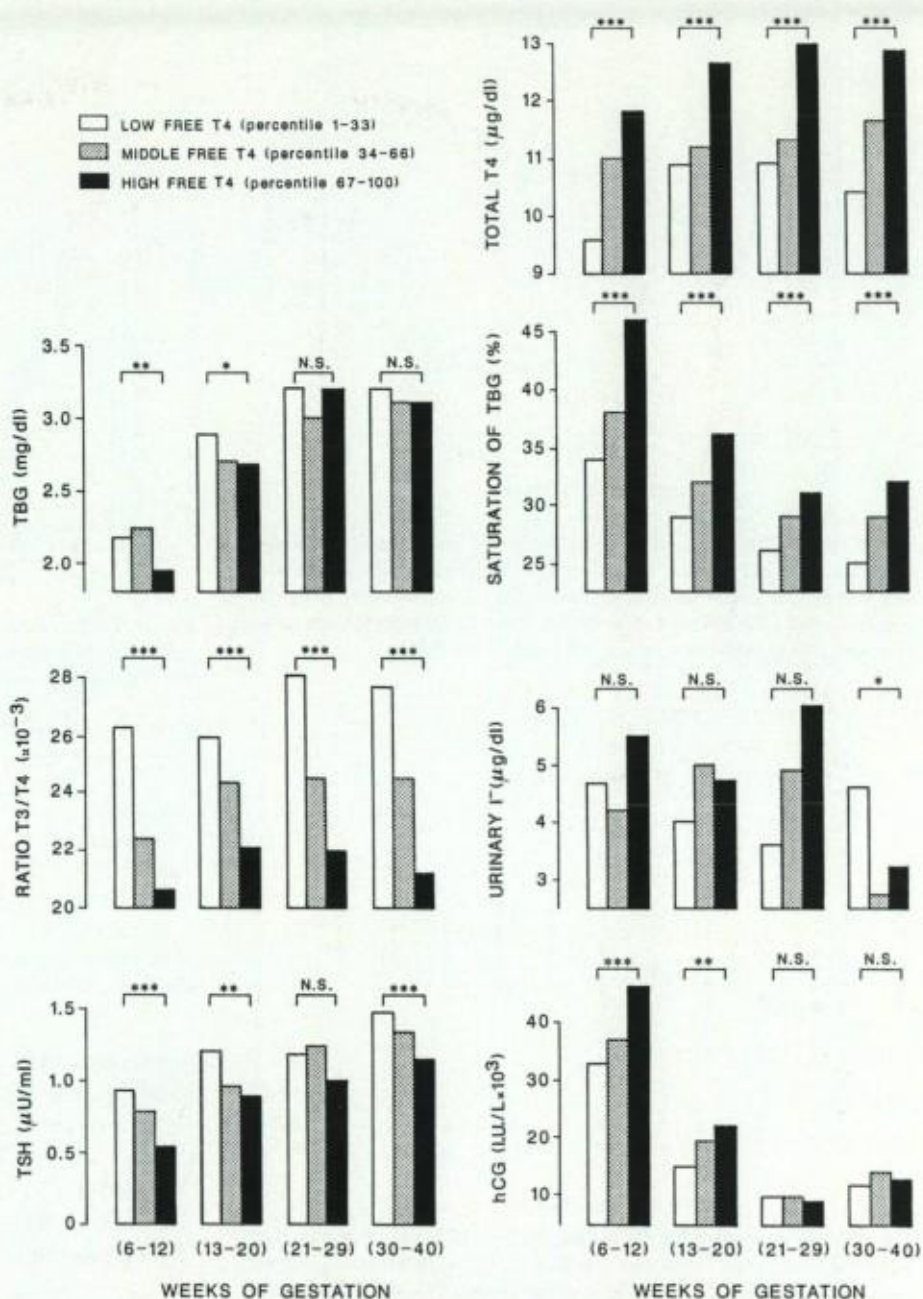 LOW FREE T4 (percentile 1-33)
MIDDLE FREE T4 (percentile 34-66)
HIGH FREE T4 (percentile 67-100)
*** *** *** ***
13
12
11
10
9
TOTAL T4 (µg/dl)
*** *** *** ***
45
35
30
25
SATURATION OF TBG (%)
** * N.S. N.S.
3.5
3.0
2.5
2.0
TBG (mg/dl)
*** *** *** ***
28
26
24
22
20
RATIO T3/T4 (x10⁻³)
N.S. N.S. N.S. *
6
5
4
3
URINARY I⁻(µg/dl)
*** ** N.S. ***
1.5
1.0
0.5
0
TSH (µU/ml)
*** ** N.S. N.S.
40
30
20
10
hCG (I.U./L x10³)
(6-12) (13-20) (21-29) (30-40)
WEEKS OF GESTATION
(6-12) (13-20) (21-29) (30-40)
WEEKS OF GESTATION